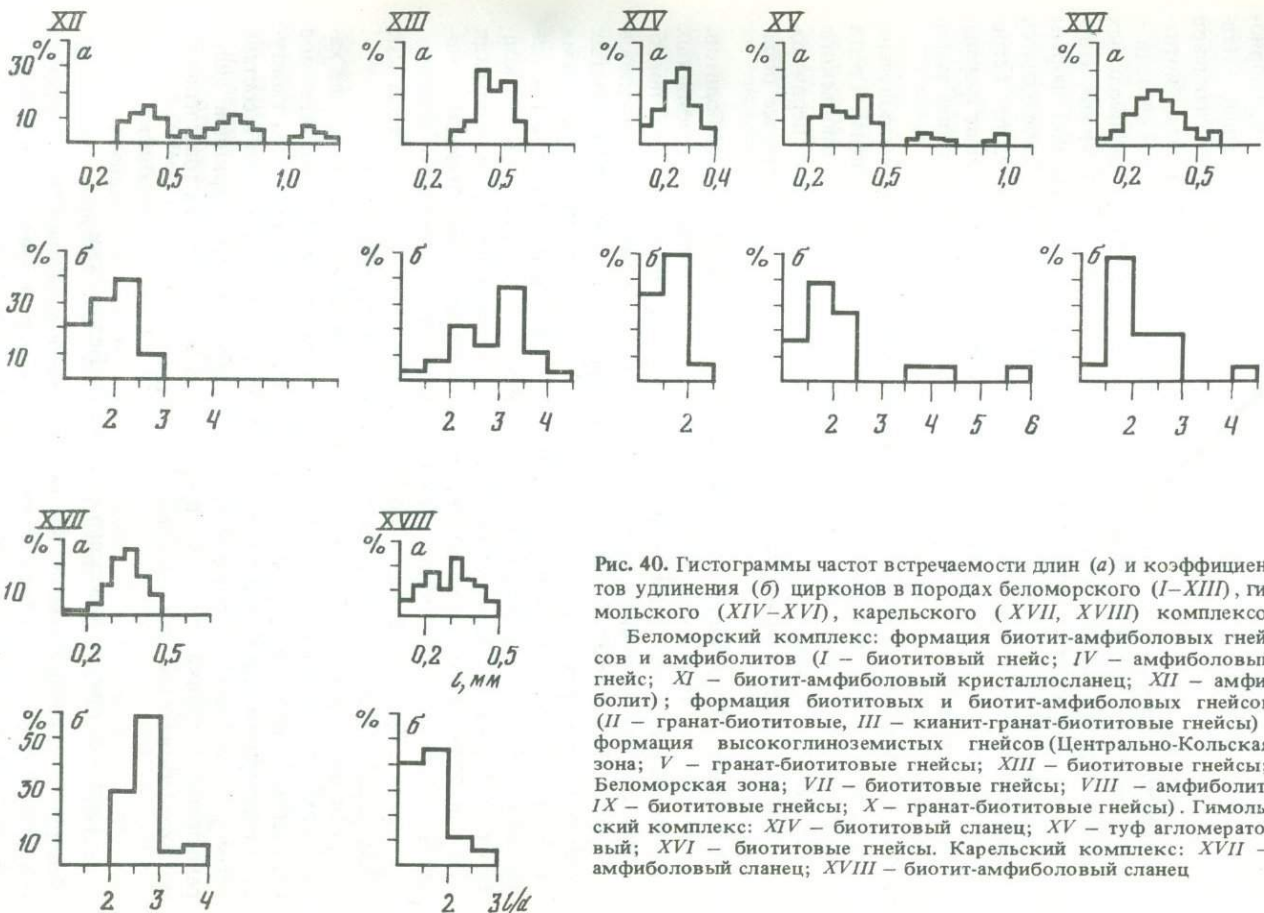 XII XIII XIV XV XVI
% а % а % а % а % а
30
10
0,2 0,5 1,0 0,2 0,5 0,2 0,4 0,2 0,5 1,0 0,2 0,5
% б % б % б % б % б
30
10
2 3 4 2 3 4 2 2 3 4 5 6 2 3 4
XVII XVIII
% а % а
10
0,2 0,5 0,2 0,5
l, мм
% б % б
50
30
10
2 3 4 2 3 l/d
Рис. 40. Гистограммы частот встречаемости длин (а) и коэффициен
тов удлинения (б) цирконов в породах беломорского (I–XIII), ги
мольского (XIV–XVI), карельского (XVII, XVIII) комплексо
Беломорский комплекс: формация биотит-амфиболовых гней
сов и амфиболитов (I – биотитовый гнейс; IV – амфиболовы
гнейс; XI – биотит-амфиболовый кристаллосланец; XII – амфи
болит); формация биотитовых и биотит-амфиболовых гнейсо
(II – гранат-биотитовые, III – кианит-гранат-биотитовые гнейсы)
формация высокоглиноземистых гнейсов (Центрально-Кольская
зона; V – гранат-биотитовые гнейсы; XIII – биотитовые гнейсы;
Беломорская зона; VII – биотитовые гнейсы; VIII – амфиболит
IX – биотитовые гнейсы; X – гранат-биотитовые гнейсы). Гимоль
ский комплекс: XIV – биотитовый сланец; XV – туф агломерато
вый; XVI – биотитовые гнейсы. Карельский комплекс: XVII –
амфиболовый сланец; XVIII – биотит-амфиболовый сланец